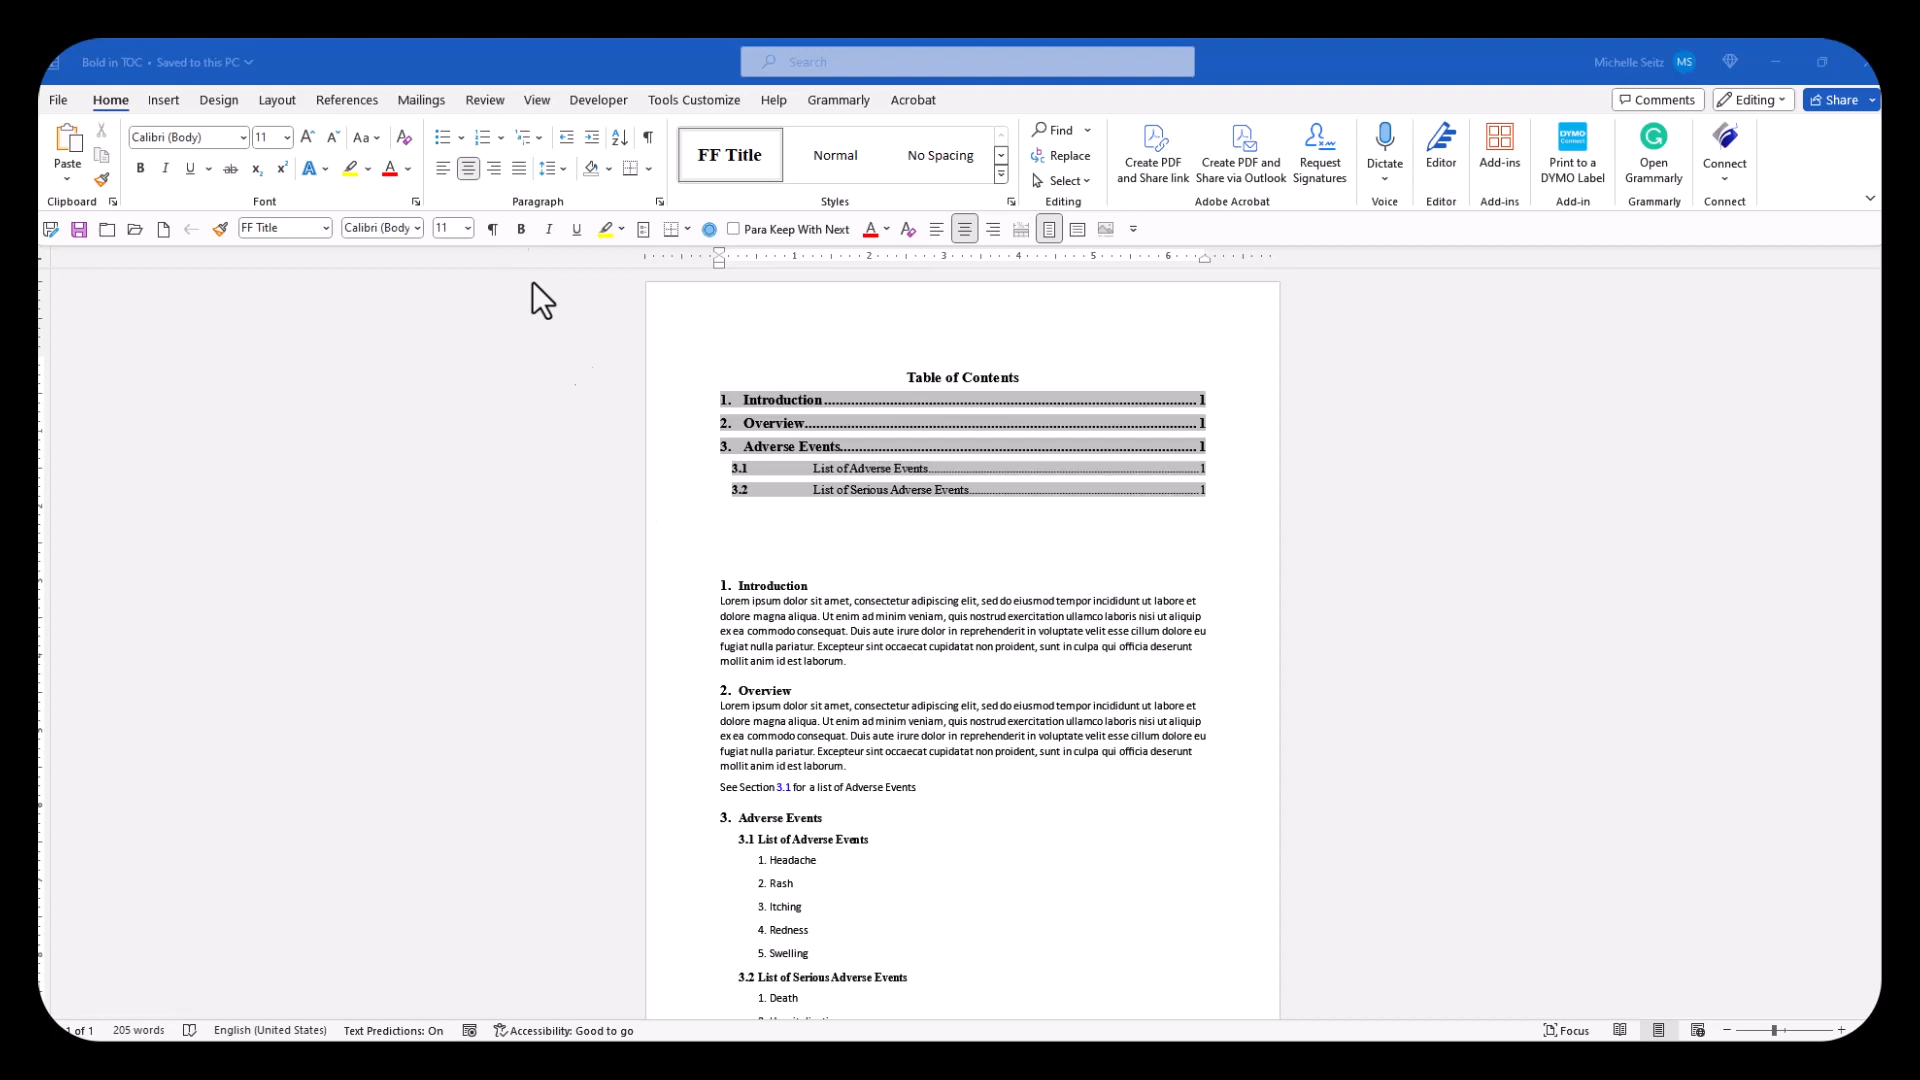 Bold in TOC • Saved to this PC
Search
Michelle Seitz MS
File Home Insert Design Layout References Mailings Review View Developer Tools Customize Help Grammarly Acrobat
Comments Editing Share
Paste
Calibri (Body) 11
Aa
B I U ab x₂ x² A A
FF Title
Normal
No Spacing
Find
Replace
Select
Create PDF and Share link
Create PDF and Share via Outlook
Request Signatures
Dictate
Editor
Add-ins
DYMO Connect
Print to a DYMO Label
Open Grammarly
Connect
Clipboard Font Paragraph Styles Editing Adobe Acrobat Voice Editor Add-ins Add-in Grammarly Connect
FF Title Calibri (Body 11 B I U Para Keep With Next A
1 2 3 4 5 6
Table of Contents
1. Introduction 1
2. Overview 1
3. Adverse Events 1
3.1 List of Adverse Events 1
3.2 List of Serious Adverse Events 1
1. Introduction
Lorem ipsum dolor sit amet, consectetur adipiscing elit, sed do eiusmod tempor incididunt ut labore et
dolore magna aliqua. Ut enim ad minim veniam, quis nostrud exercitation ullamco laboris nisi ut aliquip
ex ea commodo consequat. Duis aute irure dolor in reprehenderit in voluptate velit esse cillum dolore eu
fugiat nulla pariatur. Excepteur sint occaecat cupidatat non proident, sunt in culpa qui officia deserunt
mollit anim id est laborum.
2. Overview
Lorem ipsum dolor sit amet, consectetur adipiscing elit, sed do eiusmod tempor incididunt ut labore et
dolore magna aliqua. Ut enim ad minim veniam, quis nostrud exercitation ullamco laboris nisi ut aliquip
ex ea commodo consequat. Duis aute irure dolor in reprehenderit in voluptate velit esse cillum dolore eu
fugiat nulla pariatur. Excepteur sint occaecat cupidatat non proident, sunt in culpa qui officia deserunt
mollit anim id est laborum.
See Section 3.1 for a list of Adverse Events
3. Adverse Events
3.1 List of Adverse Events
1. Headache
2. Rash
3. Itching
4. Redness
5. Swelling
3.2 List of Serious Adverse Events
1. Death
1 of 1 205 words English (United States) Text Predictions: On Accessibility: Good to go Focus